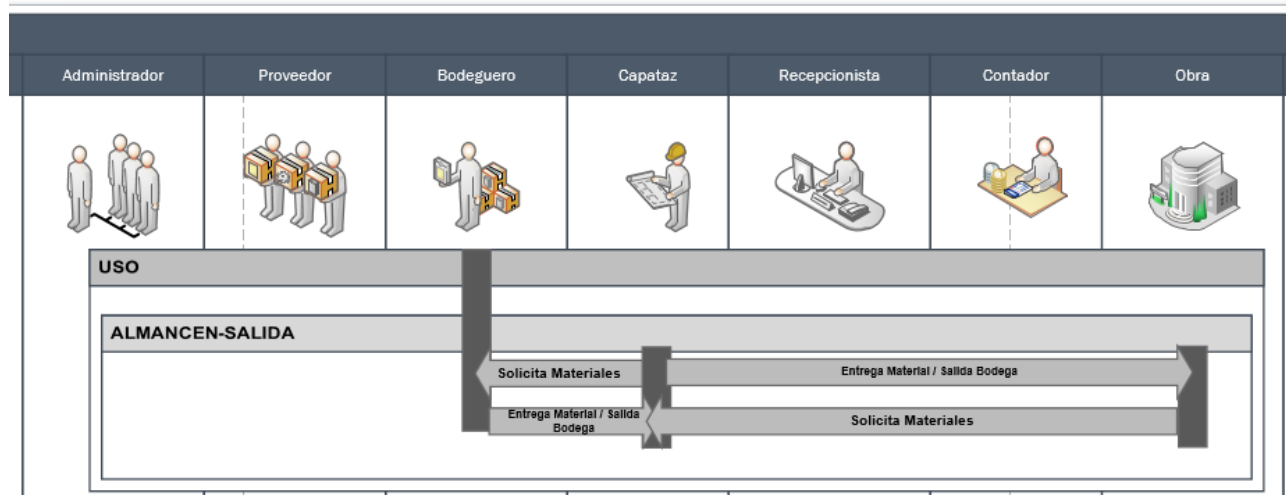 Administrador
Proveedor
Bodeguero
Capataz
Recepcionista
Contador
Obra
USO
ALMANCEN-SALIDA
Solicita Materiales
Entrega Material / Salida Bodega
Entrega Material / Salida
Bodega
Solicita Materiales